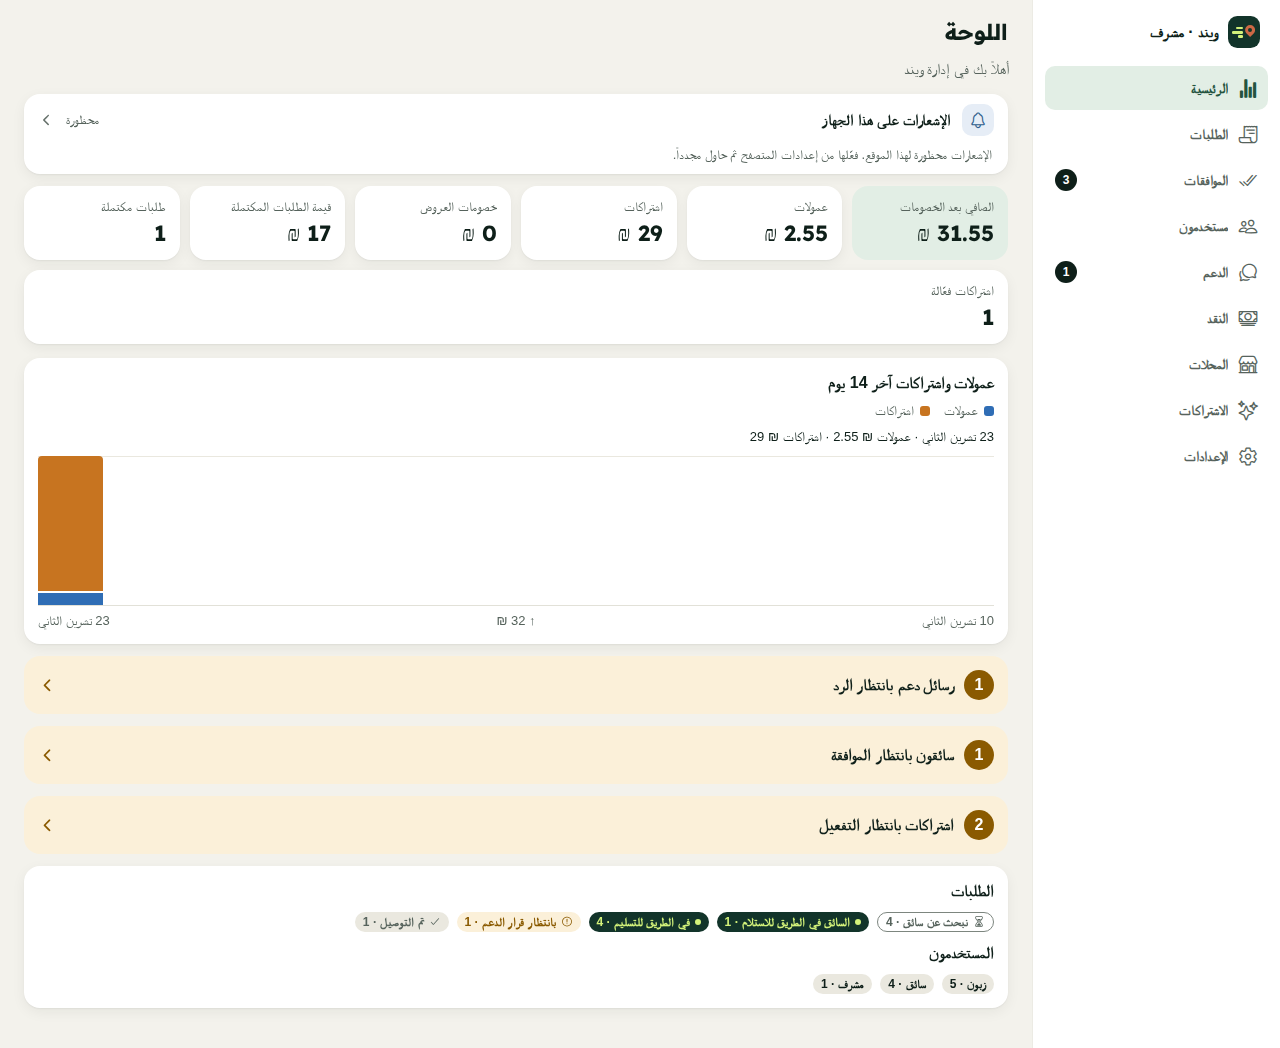 ويند · مشرف
الرئيسية
الطلبات
الموافقات 3
مستخدمون
الدعم 1
النقد
المحلات
الاشتراكات
الإعدادات
اللوحة
أهلاً بك في إدارة ويند
الإشعارات على هذا الجهاز محظورة
الإشعارات محظورة لهذا الموقع. فعّلها من إعدادات المتصفح ثم حاول مجدداً.
الصافي بعد الخصومات
31.55 ₪
عمولات
2.55 ₪
اشتراكات
29 ₪
خصومات العروض
0 ₪
قيمة الطلبات المكتملة
17 ₪
طلبات مكتملة
1
اشتراكات فعّالة
1
عمولات واشتراكات آخر 14 يوم
عمولات اشتراكات
23 تشرين الثاني · عمولات ₪ 2.55 · اشتراكات ₪ 29
10 تشرين الثاني ↑ 32 ₪ 23 تشرين الثاني
1 رسائل دعم بانتظار الرد
1 سائقون بانتظار الموافقة
2 اشتراكات بانتظار التفعيل
الطلبات
نبحث عن سائق · 4 السائق في الطريق للاستلام · 1 في الطريق للتسليم · 4 بانتظار قرار الدعم · 1 تم التوصيل · 1
المستخدمون
زبون · 5 سائق · 4 مشرف · 1